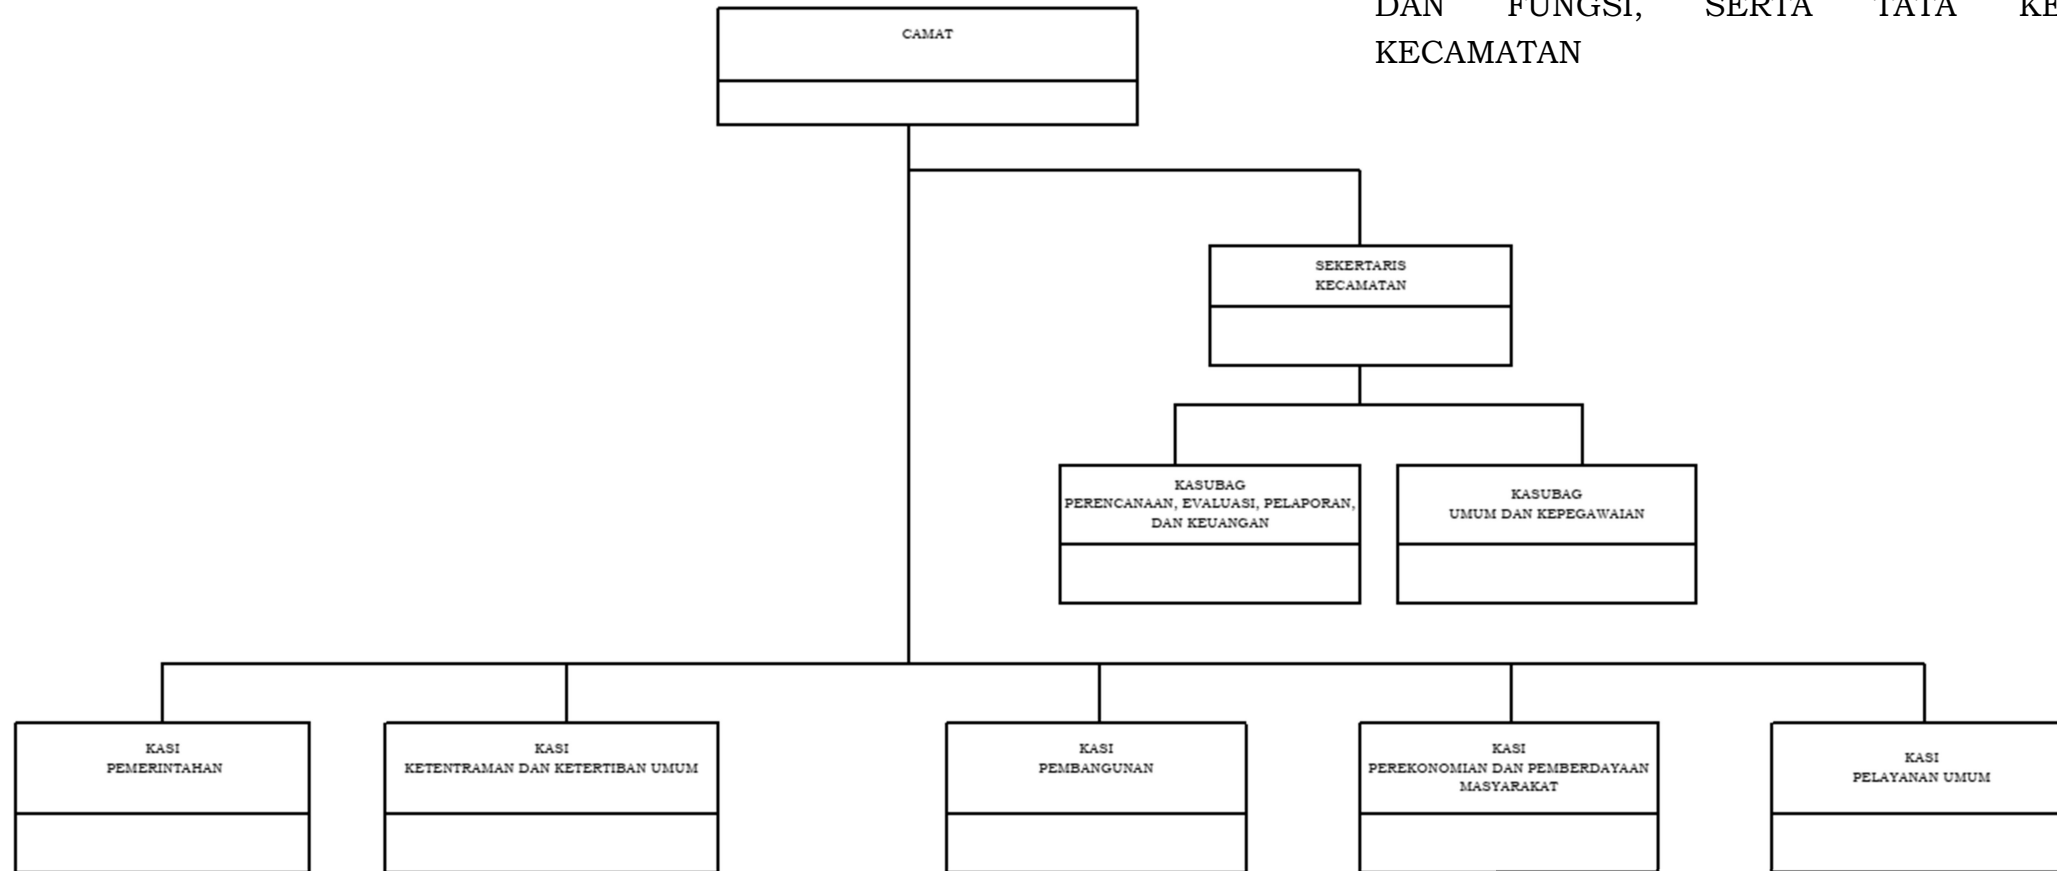 DAN FUNGSI, SERTA TATA KE
KECAMATAN
CAMAT
SEKERTARIS
KECAMATAN
KASUBAG
PERENCANAAN, EVALUASI, PELAPORAN,
DAN KEUANGAN
KASUBAG
UMUM DAN KEPEGAWAIAN
KASI
PEMERINTAHAN
KASI
KETENTRAMAN DAN KETERTIBAN UMUM
KASI
PEMBANGUNAN
KASI
PEREKONOMIAN DAN PEMBERDAYAAN
MASYARAKAT
KASI
PELAYANAN UMUM